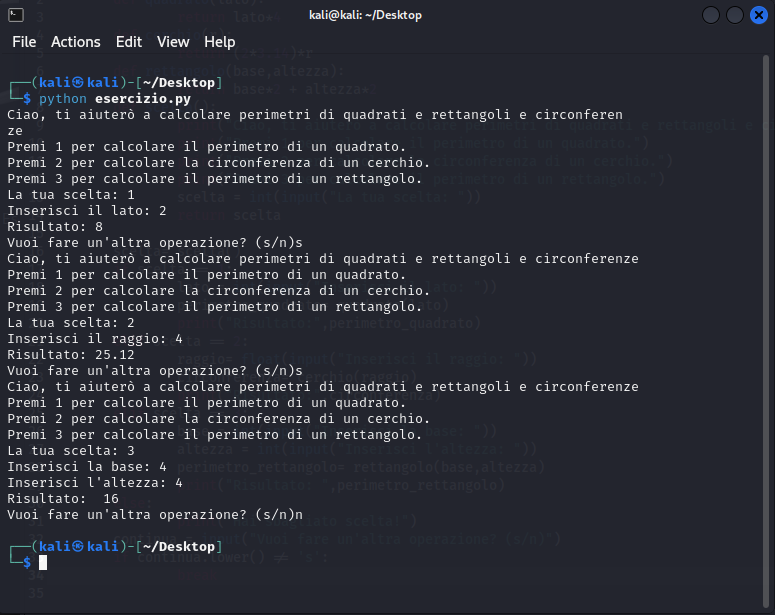 kali@kali: ~/Desktop
File Actions Edit View Help
┌──(kali㉿kali)-[~/Desktop]
└─$ python esercizio.py
Ciao, ti aiuterò a calcolare perimetri di quadrati e rettangoli e circonferen
ze
Premi 1 per calcolare il perimetro di un quadrato.
Premi 2 per calcolare la circonferenza di un cerchio.
Premi 3 per calcolare il perimetro di un rettangolo.
La tua scelta: 1
Inserisci il lato: 2
Risultato: 8
Vuoi fare un'altra operazione? (s/n)s
Ciao, ti aiuterò a calcolare perimetri di quadrati e rettangoli e circonferenze
Premi 1 per calcolare il perimetro di un quadrato.
Premi 2 per calcolare la circonferenza di un cerchio.
Premi 3 per calcolare il perimetro di un rettangolo.
La tua scelta: 2
Inserisci il raggio: 4
Risultato: 25.12
Vuoi fare un'altra operazione? (s/n)s
Ciao, ti aiuterò a calcolare perimetri di quadrati e rettangoli e circonferenze
Premi 1 per calcolare il perimetro di un quadrato.
Premi 2 per calcolare la circonferenza di un cerchio.
Premi 3 per calcolare il perimetro di un rettangolo.
La tua scelta: 3
Inserisci la base: 4
Inserisci l'altezza: 4
Risultato:  16
Vuoi fare un'altra operazione? (s/n)n
┌──(kali㉿kali)-[~/Desktop]
└─$